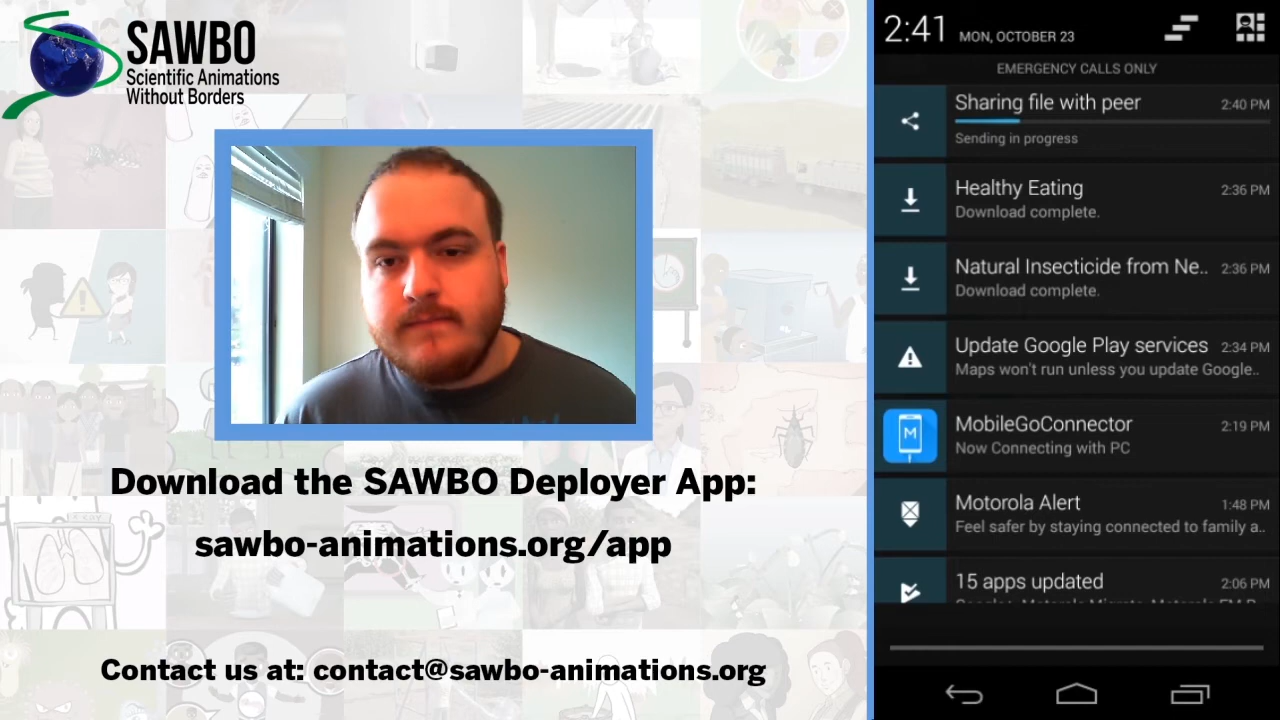 SAWBO
Scientific Animations
Without Borders
Download the SAWBO Deployer App:
sawbo-animations.org/app
Contact us at: contact@sawbo-animations.org
2:41 MON, OCTOBER 23
EMERGENCY CALLS ONLY
Sharing file with peer 2:40 PM
Sending in progress
Healthy Eating 2:36 PM
Download complete.
Natural Insecticide from Ne.. 2:36 PM
Download complete.
Update Google Play services 2:34 PM
Maps won't run unless you update Google..
MobileGoConnector 2:19 PM
Now Connecting with PC
Motorola Alert 1:48 PM
Feel safer by staying connected to family a..
15 apps updated 2:06 PM